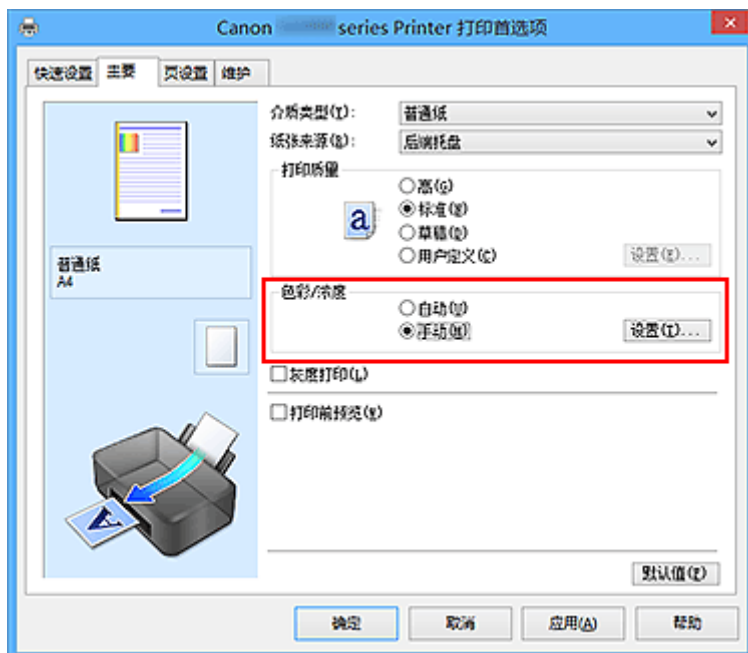 Canon series Printer 打印首选项
快速设置 主要 页设置 维护
介质类型(Y): 普通纸
纸张来源(R): 后端托盘
打印质量
高(G)
标准(N)
草稿(D)
用户定义(C) 设置(E)...
a
普通纸
A4
色彩/浓度
自动(U)
手动(M) 设置(T)...
灰度打印(L)
打印前预览(V)
A
默认值(F)
确定 取消 应用(A) 帮助